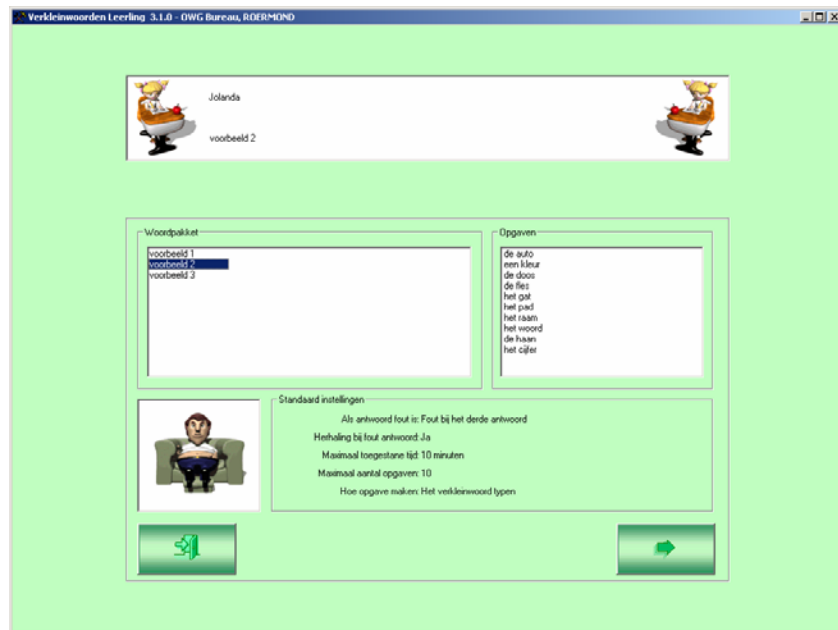 Verkleinwoorden Leerling 3.1.0 - OWG Bureau, ROERMOND
Jolanda
voorbeeld 2
Woordpakket
voorbeeld 1
voorbeeld 2
voorbeeld 3
Opgaven
de auto
een kleur
de doos
de fles
het gat
het pad
het raam
het woord
de haan
het cijfer
Standaard instellingen
Als antwoord fout is: Fout bij het derde antwoord
Herhaling bij fout antwoord: Ja
Maximaal toegestane tijd: 10 minuten
Maximaal aantal opgaven: 10
Hoe opgave maken: Het verkleinwoord typen